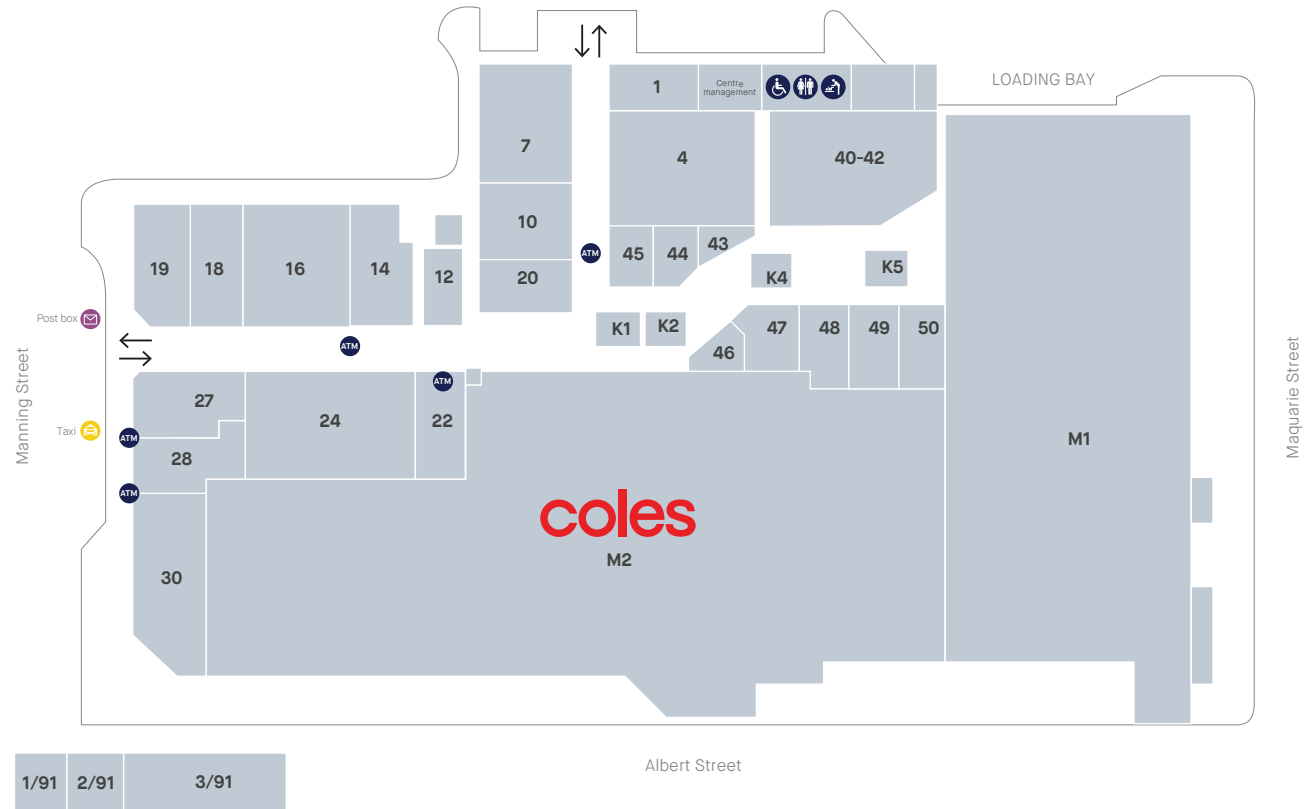 LOADING BAY
1
Centre
management
7
4
40-42
10
ATM
45
44
43
K4
K5
19
18
16
14
12
20
Post box
K1
K2
46
47
48
49
50
ATM
Manning Street
Maquarie Street
27
24
ATM
22
Taxi
ATM
28
M1
ATM
coles
M2
30
Albert Street
1/91
2/91
3/91